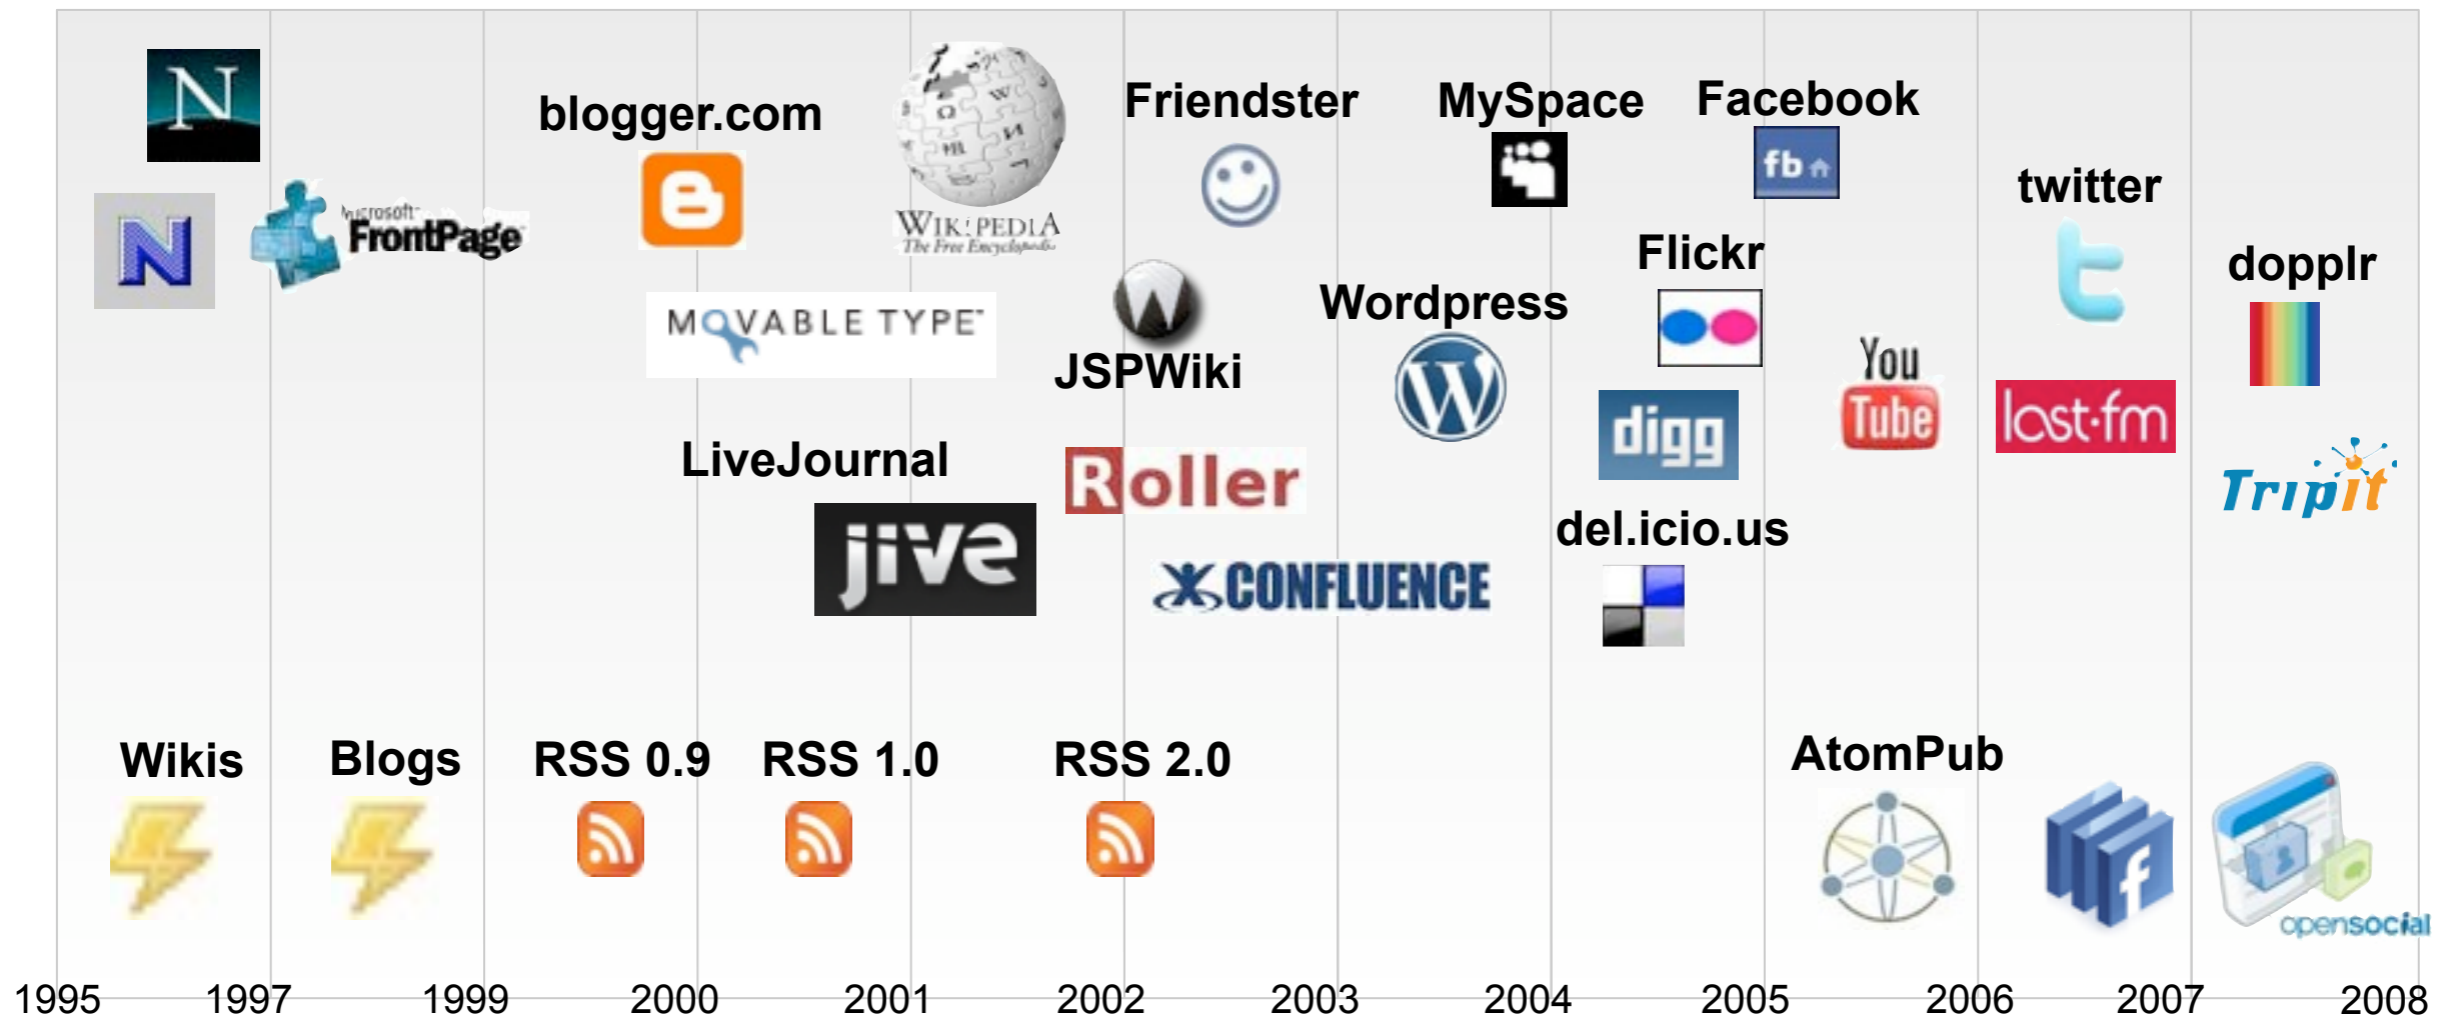 N
N
Microsoft
FrontPage
blogger.com
B
MOVABLE TYPE™
LiveJournal
jive
WIKIPEDIA
The Free Encyclopedia
W
JSPWiki
Roller
CONFLUENCE
Friendster
Wordpress
W
MySpace
Facebook
fb
Flickr
digg
del.icio.us
You
Tube
twitter
t
last.fm
dopplr
TripIt
Wikis
Blogs
RSS 0.9
RSS 1.0
RSS 2.0
AtomPub
f
opensocial
1995 1997 1999 2000 2001 2002 2003 2004 2005 2006 2007 2008